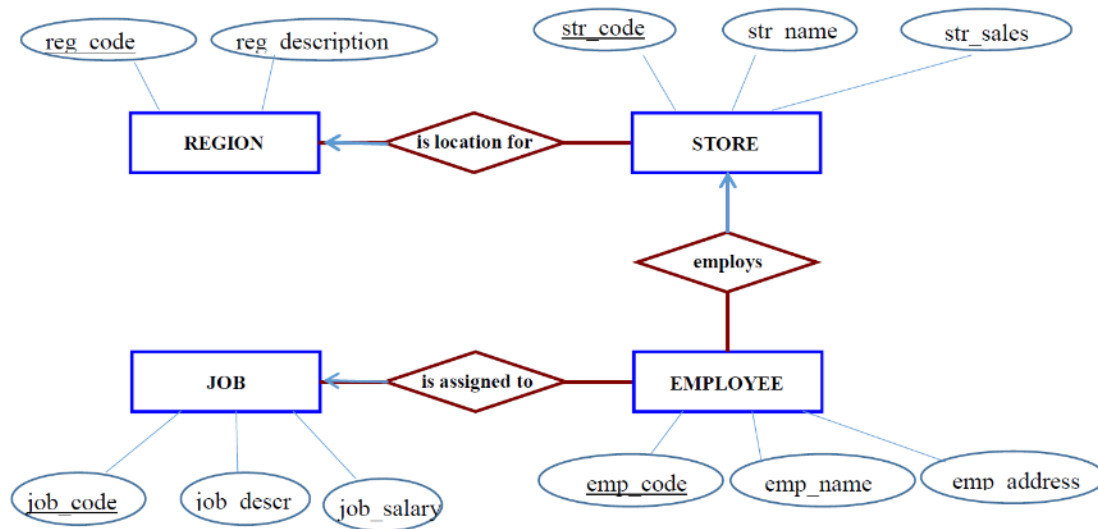 reg_code
reg_description
str_code
str_name
str_sales
REGION
is location for
STORE
employs
JOB
is assigned to
EMPLOYEE
job_code
job_descr
job_salary
emp_code
emp_name
emp_address